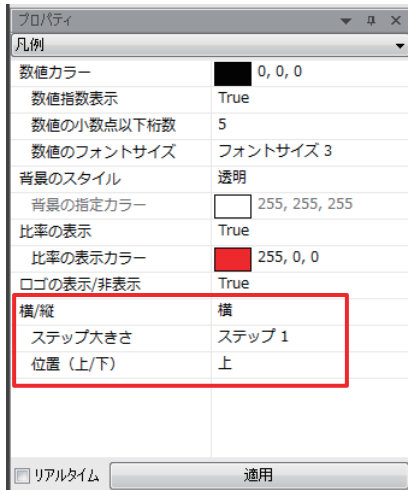 プロパティ
凡例
数値カラー 0, 0, 0
数値指数表示 True
数値の小数点以下桁数 5
数値のフォントサイズ フォントサイズ 3
背景のスタイル 透明
背景の指定カラー 255, 255, 255
比率の表示 True
比率の表示カラー 255, 0, 0
ロゴの表示/非表示 True
横/縦 横
ステップ大きさ ステップ 1
位置（上/下） 上
リアルタイム 適用